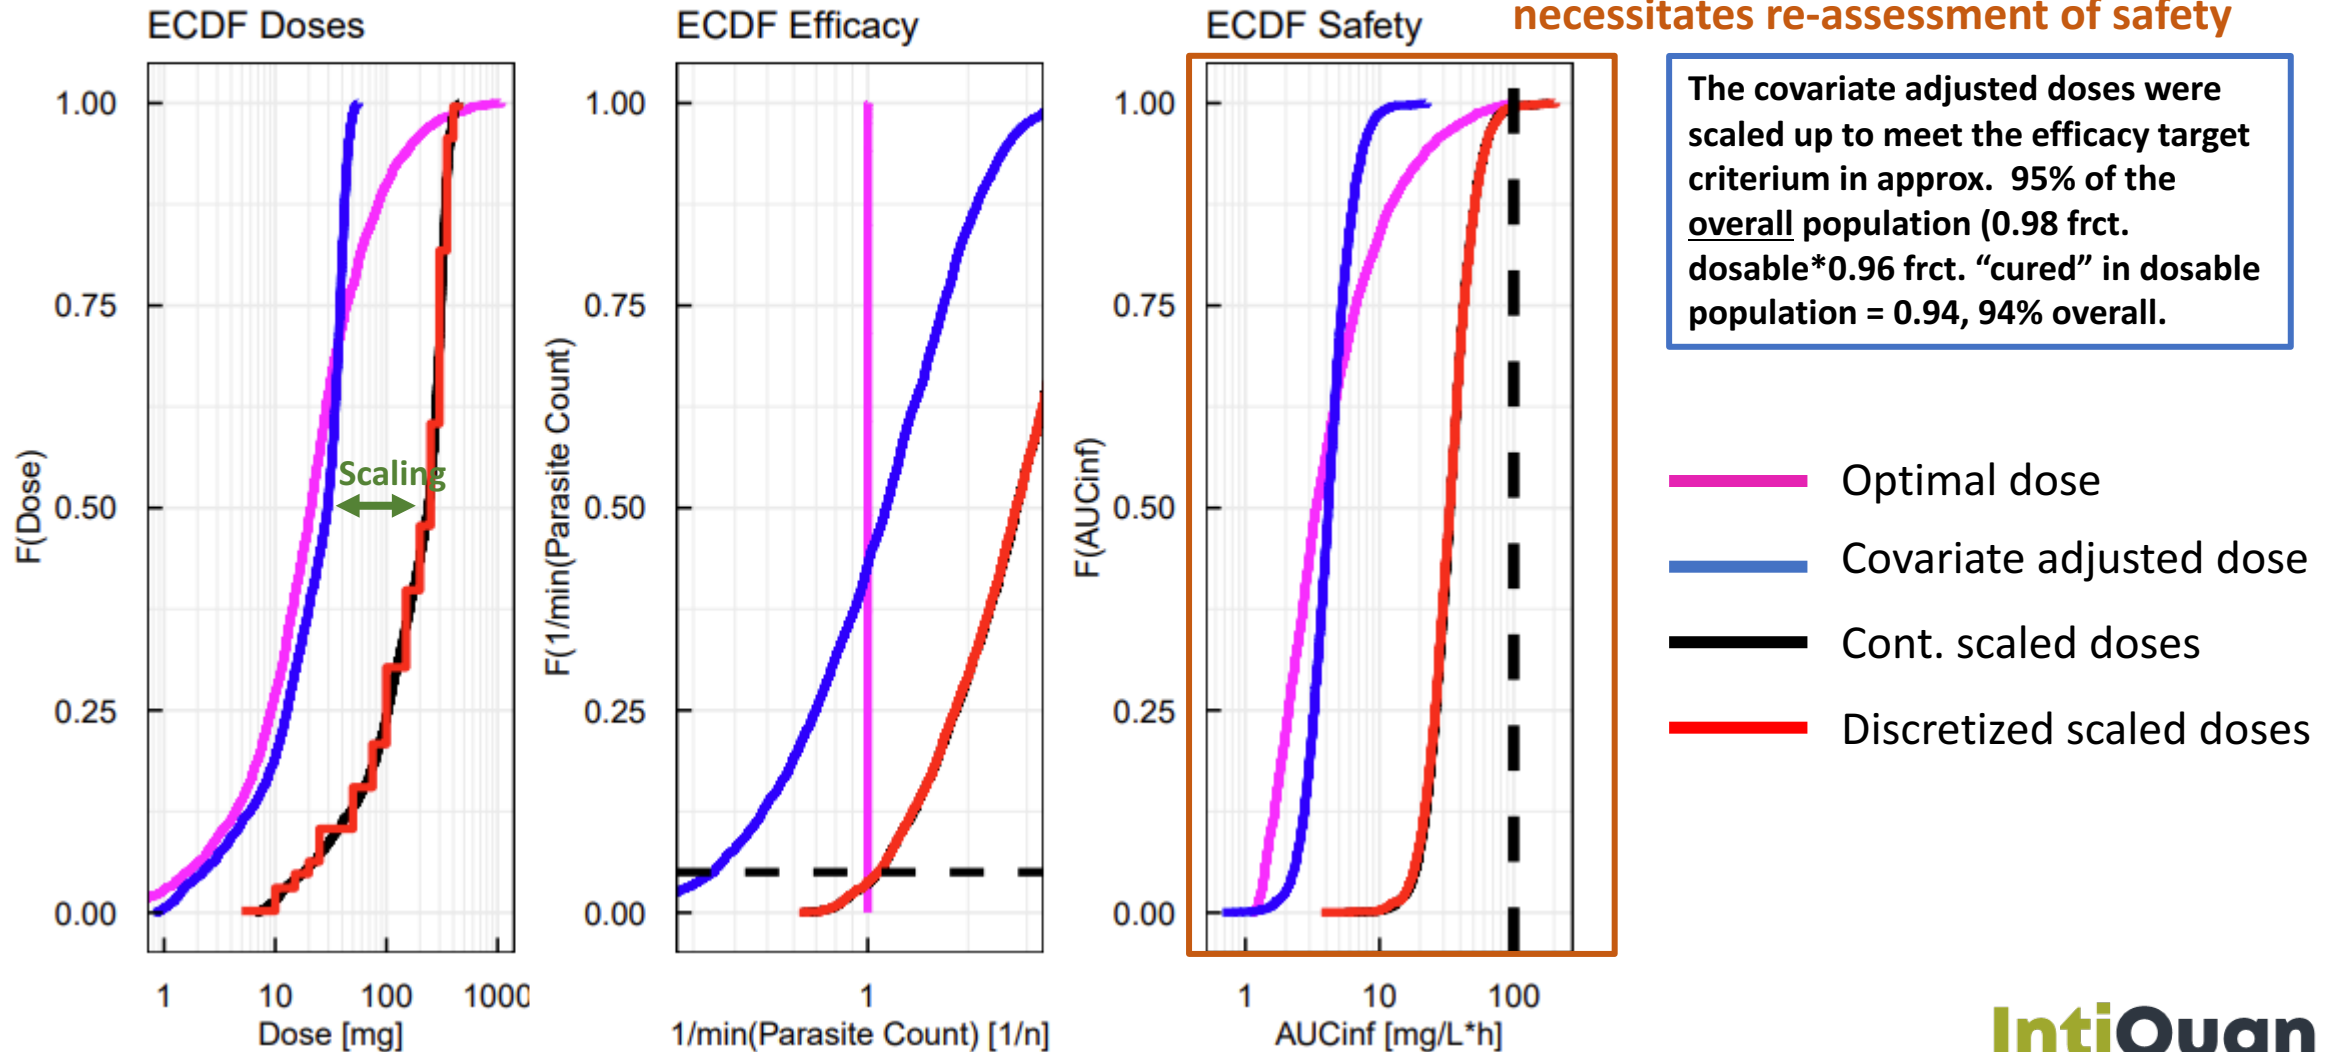 necessitates re-assessment of safety
ECDF Doses
ECDF Efficacy
ECDF Safety
The covariate adjusted doses were
scaled up to meet the efficacy target
criterium in approx.  95% of the
overall population (0.98 frct.
dosable*0.96 frct. “cured” in dosable
population = 0.94, 94% overall.
F(Dose)
1.00
0.75
0.50
0.25
0.00
Scaling
1
10
100
1000
Dose [mg]
F(1/min(Parasite Count)
1.00
0.75
0.50
0.25
0.00
1
1/min(Parasite Count) [1/n]
F(AUCinf)
1.00
0.75
0.50
0.25
0.00
1
10
100
AUCinf [mg/L*h]
Optimal dose
Covariate adjusted dose
Cont. scaled doses
Discretized scaled doses
IntiQuan